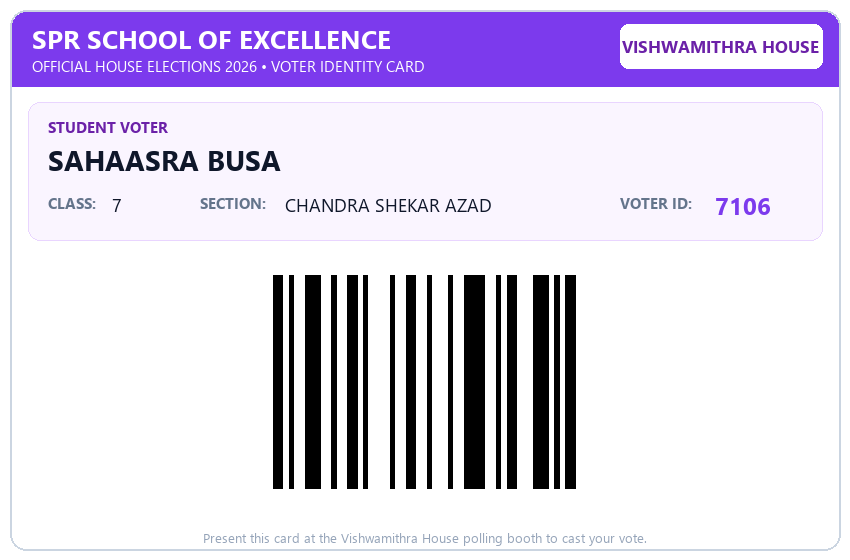 SPR SCHOOL OF EXCELLENCE
OFFICIAL HOUSE ELECTIONS 2026 • VOTER IDENTITY CARD
VISHWAMITHRA HOUSE
STUDENT VOTER
SAHAASRA BUSA
CLASS: 7 SECTION: CHANDRA SHEKAR AZAD VOTER ID: 7106
Present this card at the Vishwamithra House polling booth to cast your vote.